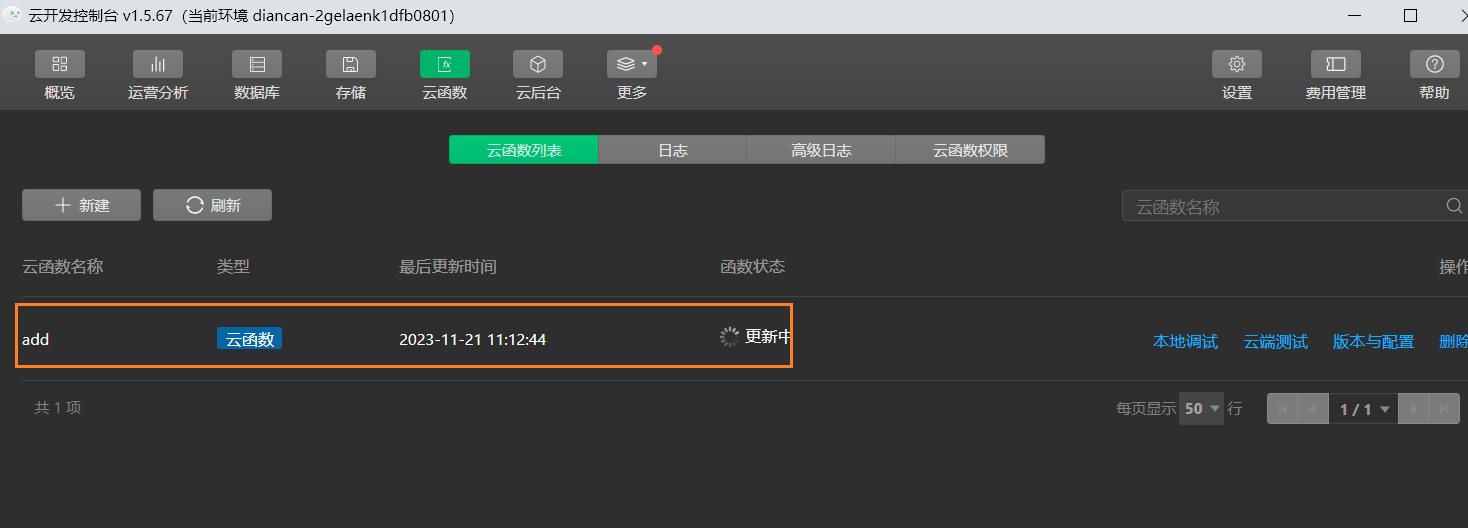 云开发控制台 v1.5.67（当前环境 diancan-2gelaenk1dfb0801）
概览 运营分析 数据库 存储 云函数 云后台 更多 设置 费用管理 帮助
云函数列表 日志 高级日志 云函数权限
新建 刷新 云函数名称
云函数名称 类型 最后更新时间 函数状态 操作
add 云函数 2023-11-21 11:12:44 更新中 本地调试 云端测试 版本与配置 删除
共 1 项 每页显示 50 行 1 / 1